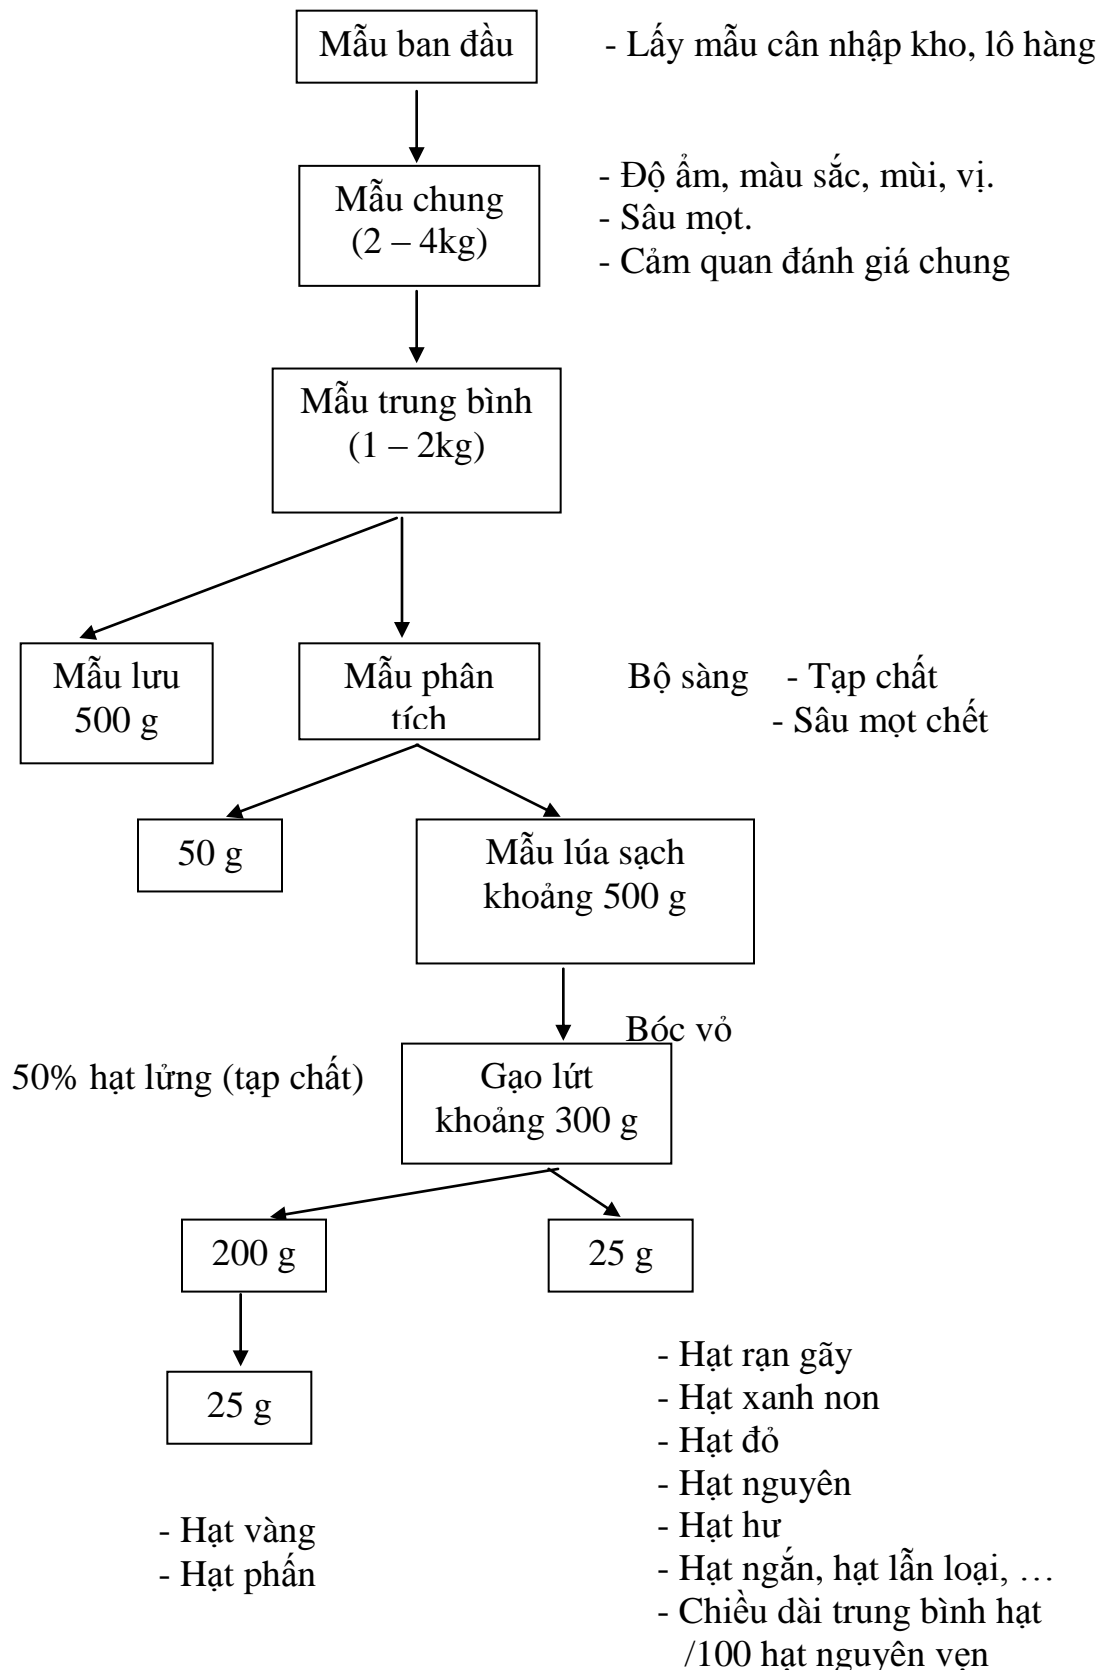 Mẫu ban đầu
- Lấy mẫu cân nhập kho, lô hàng
Mẫu chung
(2 – 4kg)
- Độ ẩm, màu sắc, mùi, vị.
- Sâu mọt.
- Cảm quan đánh giá chung
Mẫu trung bình
(1 – 2kg)
Mẫu lưu
500 g
Mẫu phân
tích
Bộ sàng - Tạp chất
- Sâu mọt chết
50 g
Mẫu lúa sạch
khoảng 500 g
Bóc vỏ
50% hạt lửng (tạp chất)
Gạo lứt
khoảng 300 g
200 g
25 g
25 g
- Hạt vàng
- Hạt phấn
- Hạt rạn gãy
- Hạt xanh non
- Hạt đỏ
- Hạt nguyên
- Hạt hư
- Hạt ngắn, hạt lẫn loại, …
- Chiều dài trung bình hạt
/100 hạt nguyên vẹn